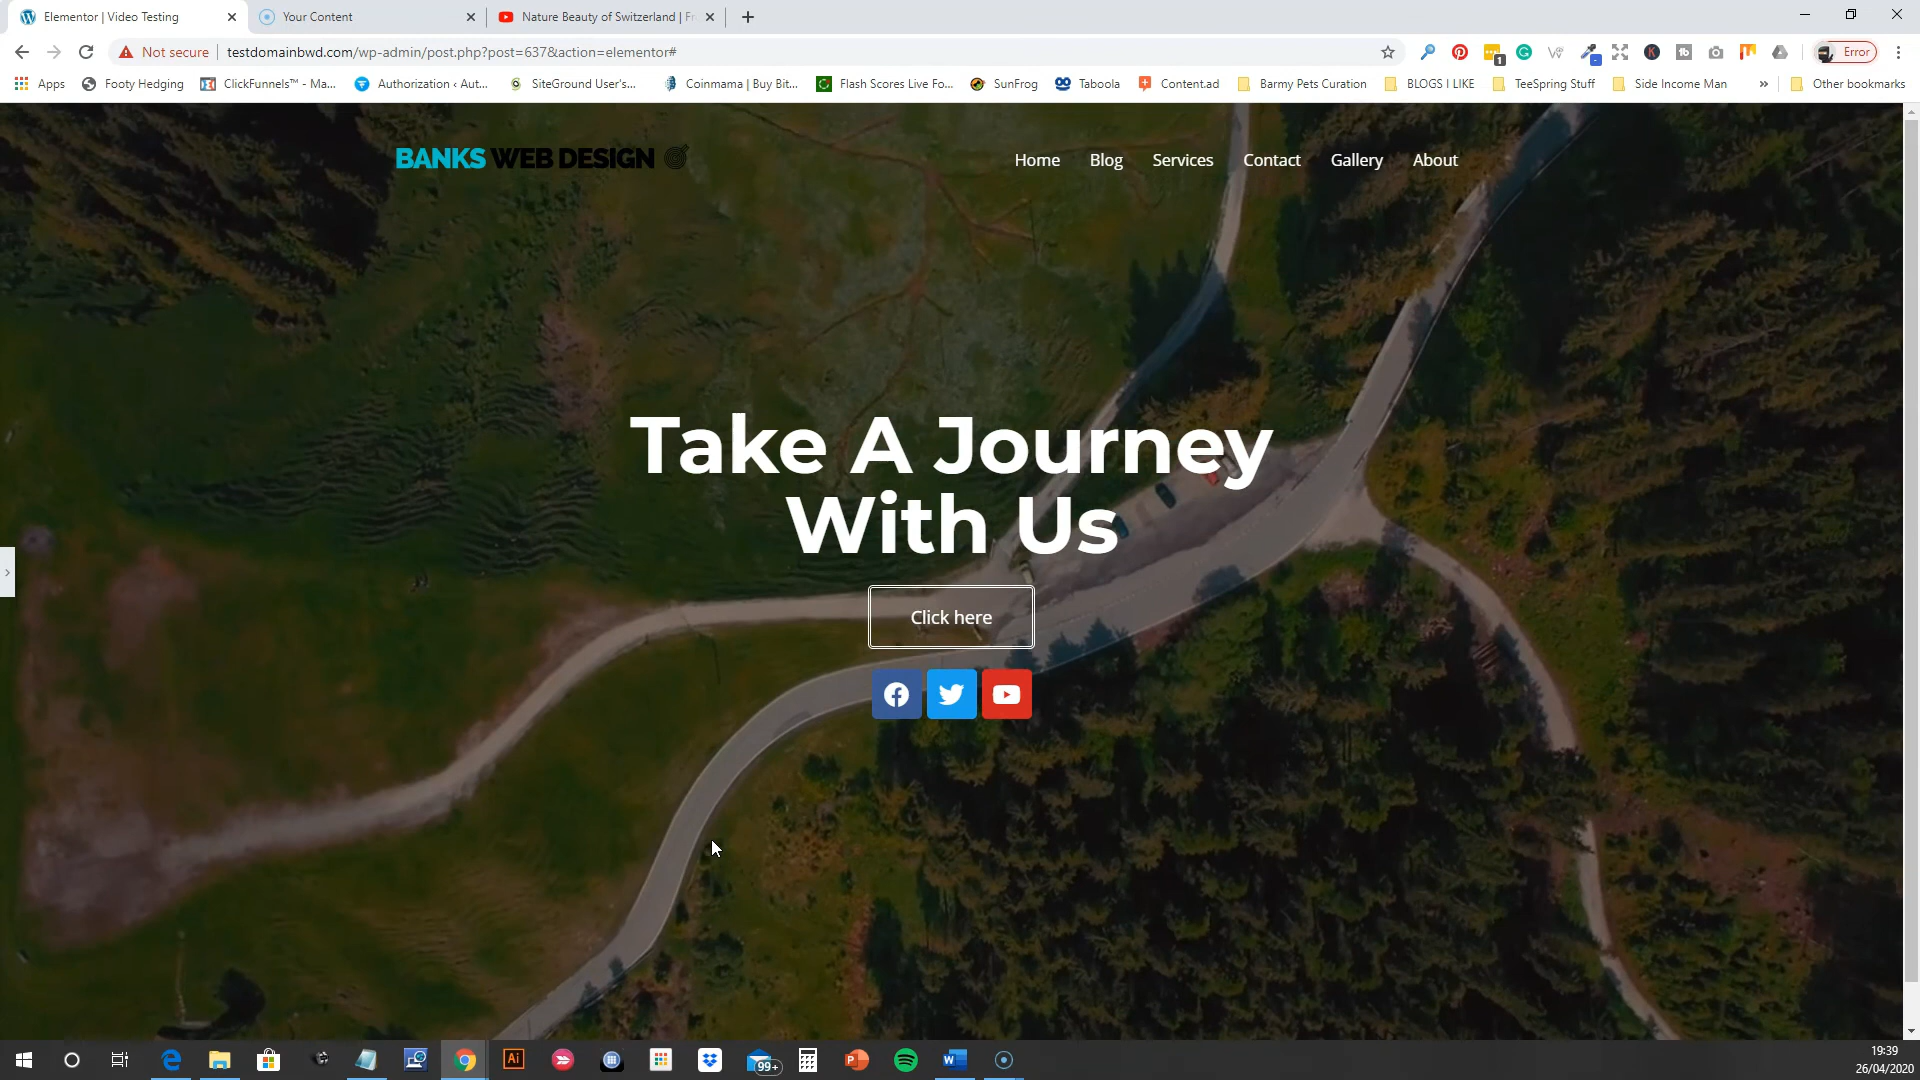 Elementor | Video Testing
Your Content
Nature Beauty of Switzerland | Fr
Not secure
testdomainbwd.com/wp-admin/post.php?post=637&action=elementor#
1
Error
Apps
Footy Hedging
ClickFunnels™ - Ma...
Authorization ‹ Aut...
SiteGround User's...
Coinmama | Buy Bit...
Flash Scores Live Fo...
SunFrog
Taboola
Content.ad
Barmy Pets Curation
BLOGS I LIKE
TeeSpring Stuff
Side Income Man
»
Other bookmarks
BANKS WEB DESIGN
Home
Blog
Services
Contact
Gallery
About
Take A Journey
With Us
Click here
Ai
99+
P
W
19:39
26/04/2020